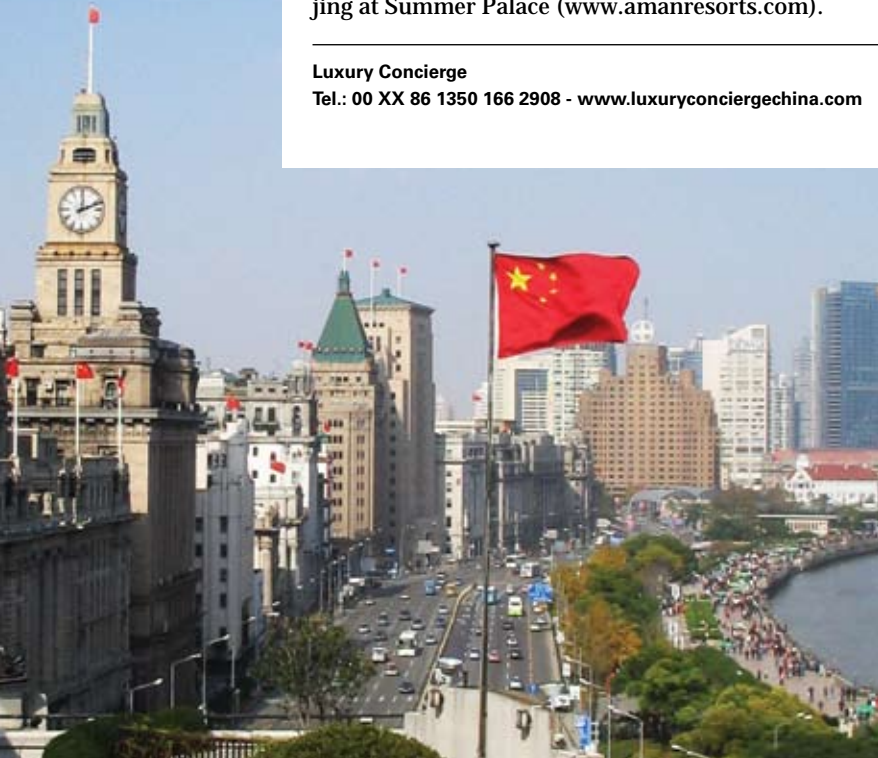 jing at Summer Palace (www.amanresorts.com).
Luxury Concierge
Tel.: 00 XX 86 1350 166 2908 - www.luxuryconciergechina.com